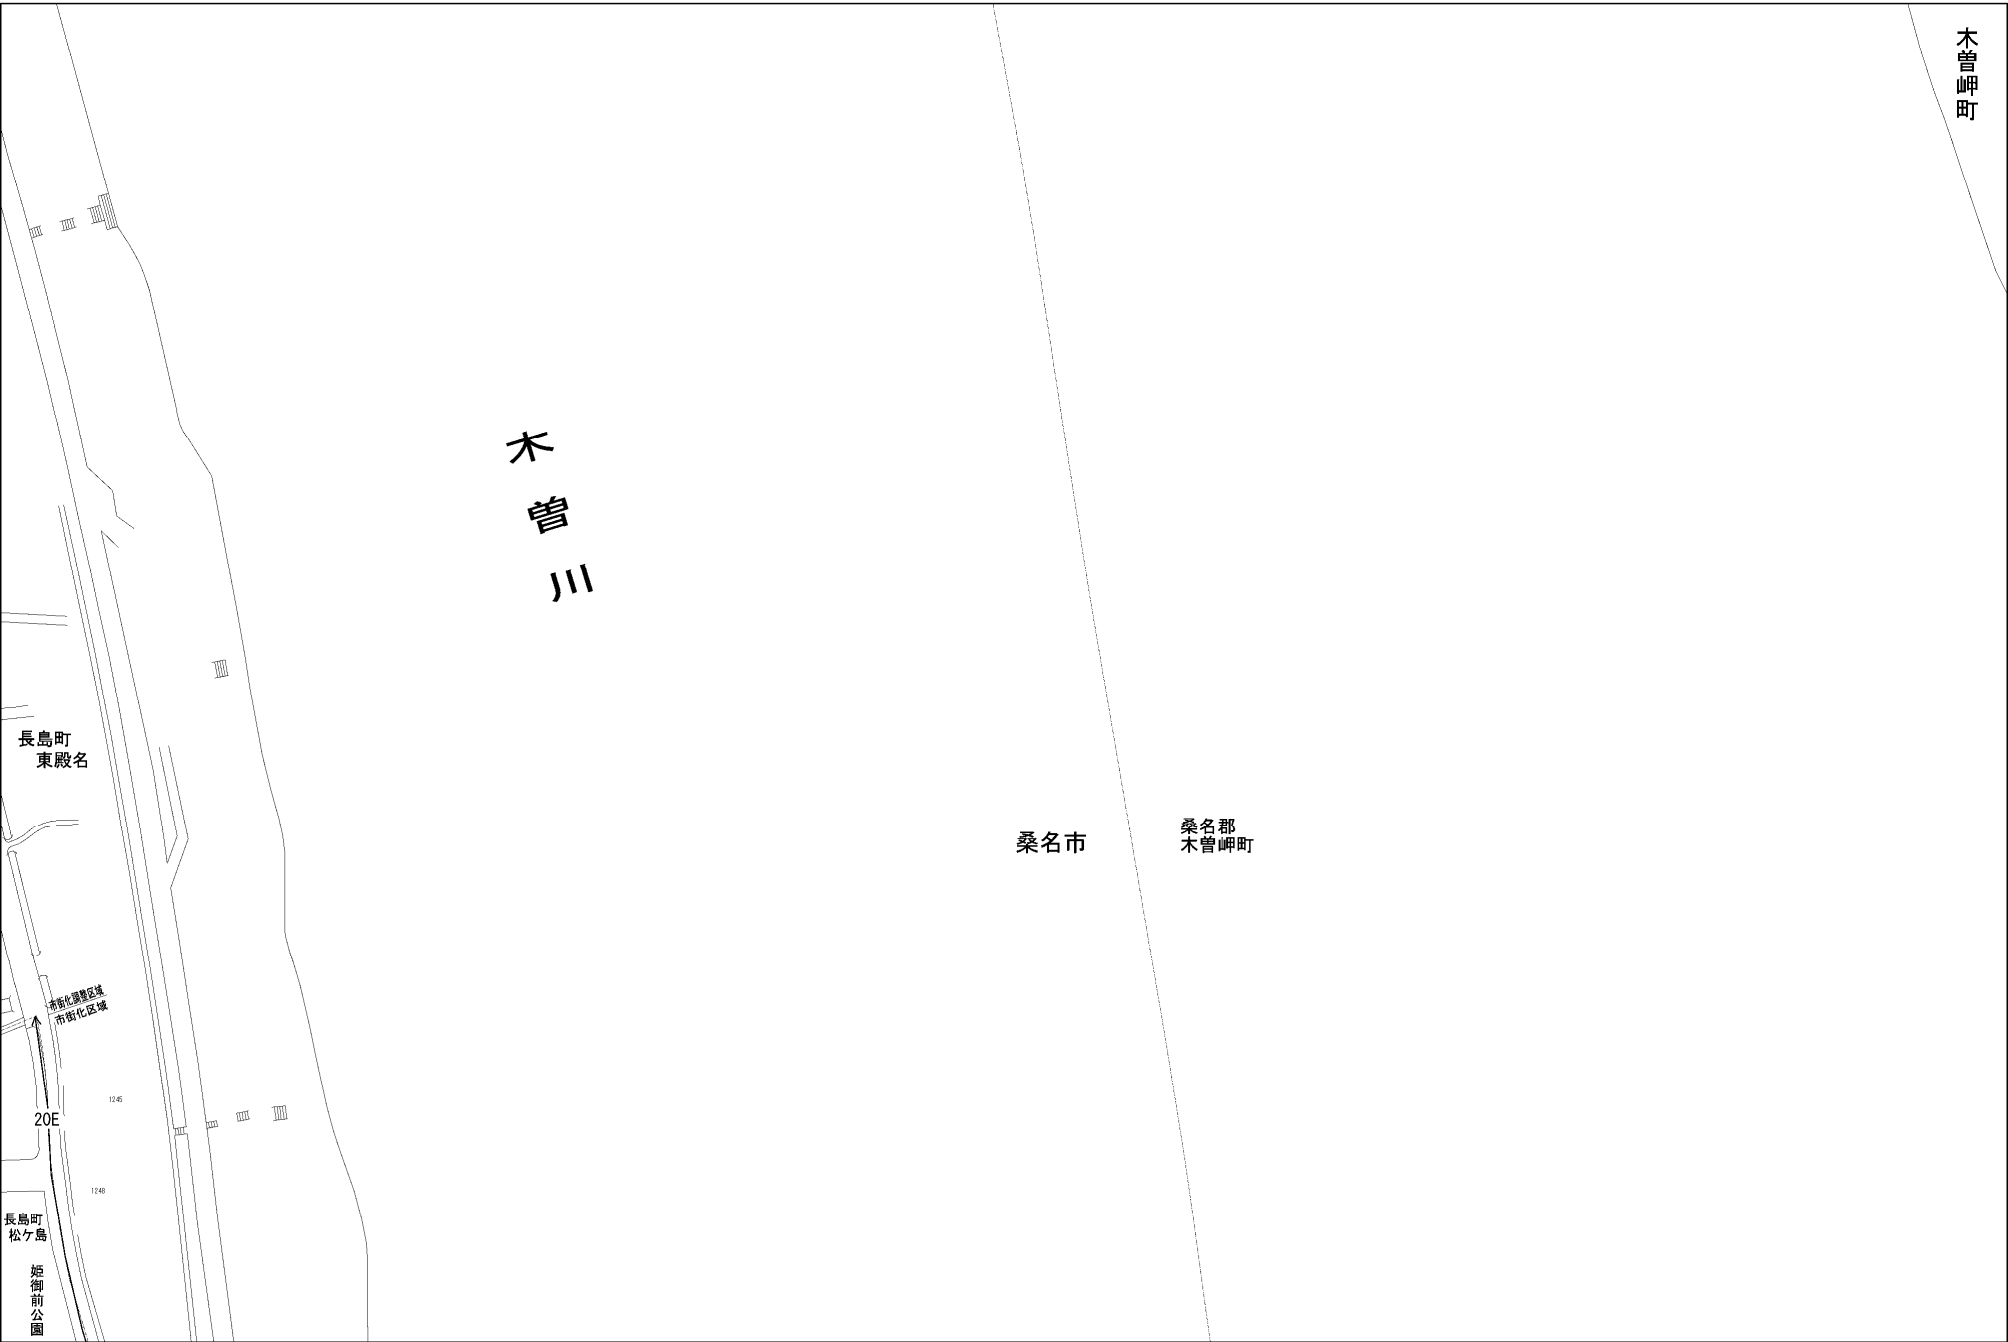 木曽岬町
木曽川
長島町
東殿名
桑名市
桑名郡
木曽岬町
市街化調整区域
市街化区域
1245
20E
1248
長島町
松ケ島
姫御前公園